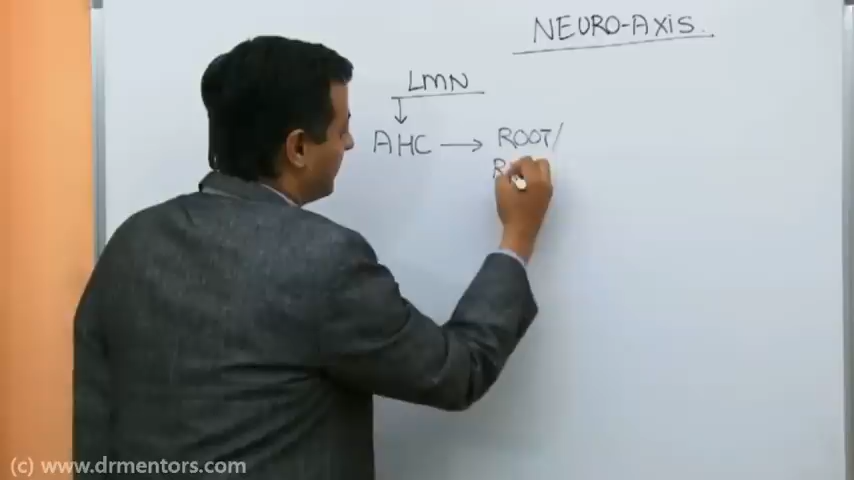 NEURO-AXIS.
LMN
↓
AHC → ROOT/
R
(c) www.drmentors.com